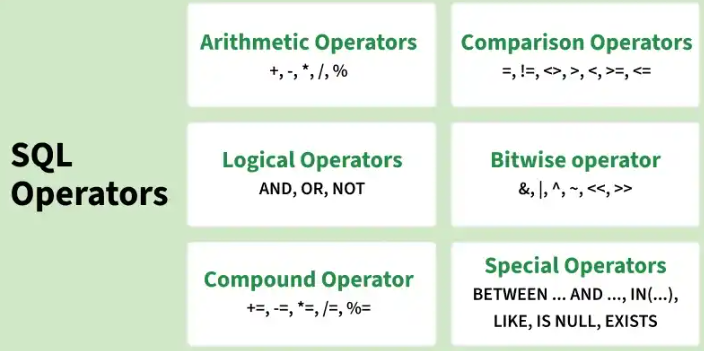 SQL
Operators
Arithmetic Operators
+, -, *, /, %
Comparison Operators
=, !=, <>, >, <, >=, <=
Logical Operators
AND, OR, NOT
Bitwise operator
&, |, ^, ~, <<, >>
Compound Operator
+=, -=, *=, /=, %=
Special Operators
BETWEEN ... AND ..., IN(...),
LIKE, IS NULL, EXISTS